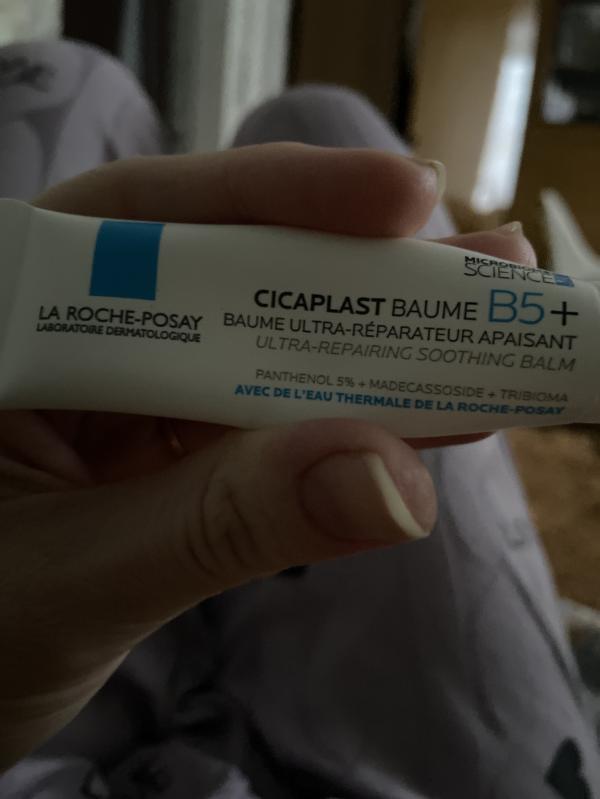 MICROBIOME
SCIENCE
CICAPLAST BAUME B5+
BAUME ULTRA-RÉPARATEUR APAISANT
ULTRA-REPAIRING SOOTHING BALM
PANTHENOL 5% + MADECASSOSIDE + TRIBIOMA
AVEC DE L'EAU THERMALE DE LA ROCHE-POSAY
LA ROCHE-POSAY
LABORATOIRE DERMATOLOGIQUE